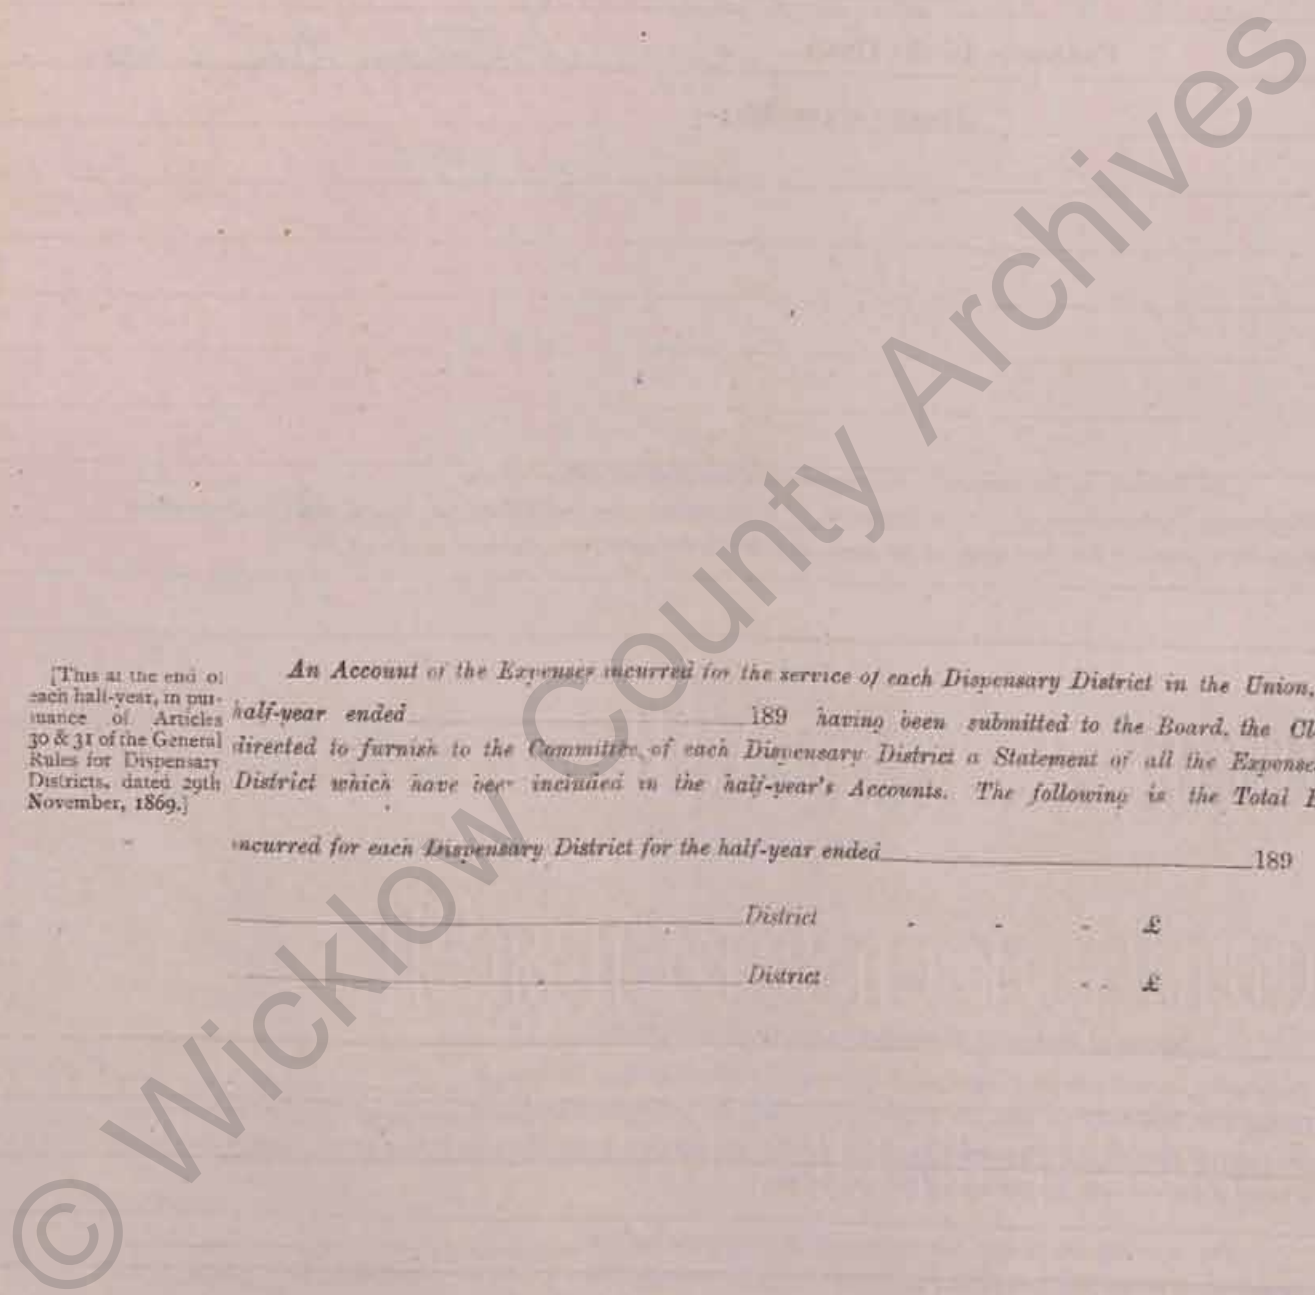 [This at the end of
each half-year, in pur-
suance of Articles
30 & 31 of the General
Rules for Dispensary
Districts, dated 29th
November, 1869.]
An Account of the Expenses incurred for the service of each Dispensary District in the Union,
half-year ended 189 having been submitted to the Board, the Cl
directed to furnish to the Committee of each Dispensary District a Statement of all the Expense
District which have been included in the half-year's Accounts. The following is the Total E
incurred for each Dispensary District for the half-year ended 189
District - - - £
District - - £
© Wicklow County Archives